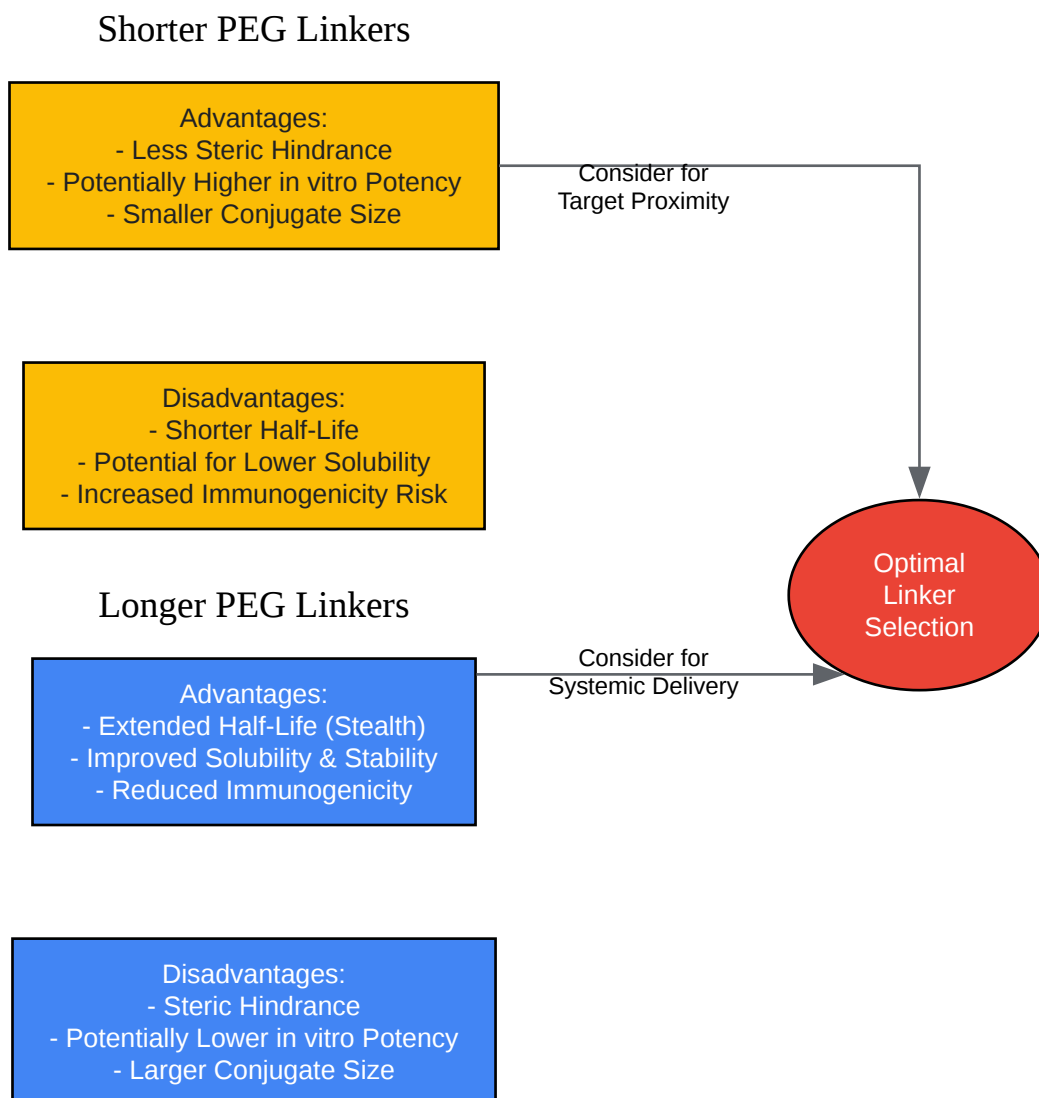 Shorter PEG Linkers
Advantages:
- Less Steric Hindrance
- Potentially Higher in vitro Potency
- Smaller Conjugate Size
Consider for
Target Proximity
Disadvantages:
- Shorter Half-Life
- Potential for Lower Solubility
- Increased Immunogenicity Risk
Optimal
Linker
Selection
Longer PEG Linkers
Advantages:
- Extended Half-Life (Stealth)
- Improved Solubility & Stability
- Reduced Immunogenicity
Consider for
Systemic Delivery
Disadvantages:
- Steric Hindrance
- Potentially Lower in vitro Potency
- Larger Conjugate Size